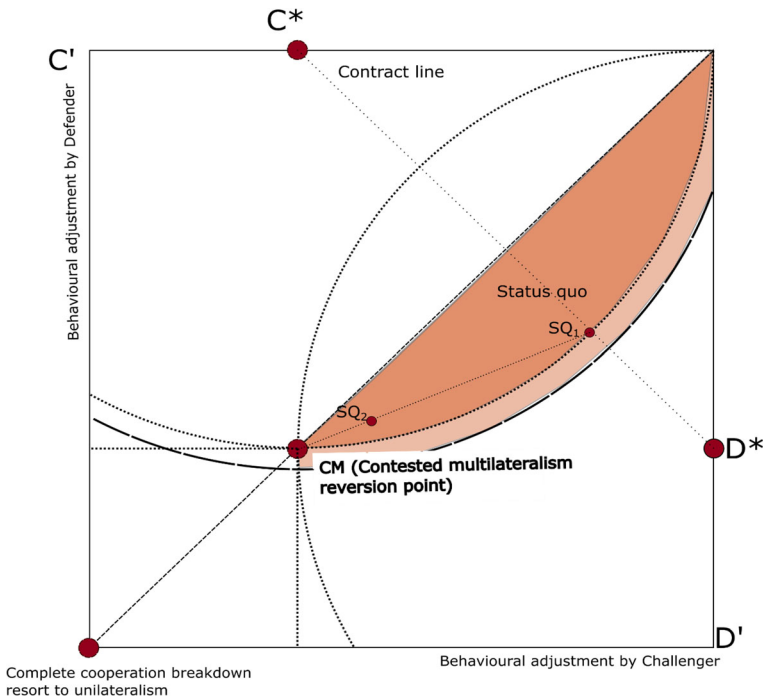 C*
C'
Contract line
Behavioural adjustment by Defender
Status quo
SQ1
SQ2
D*
CM (Contested multilateralism
reversion point)
D'
Behavioural adjustment by Challenger
Complete cooperation breakdown
resort to unilateralism